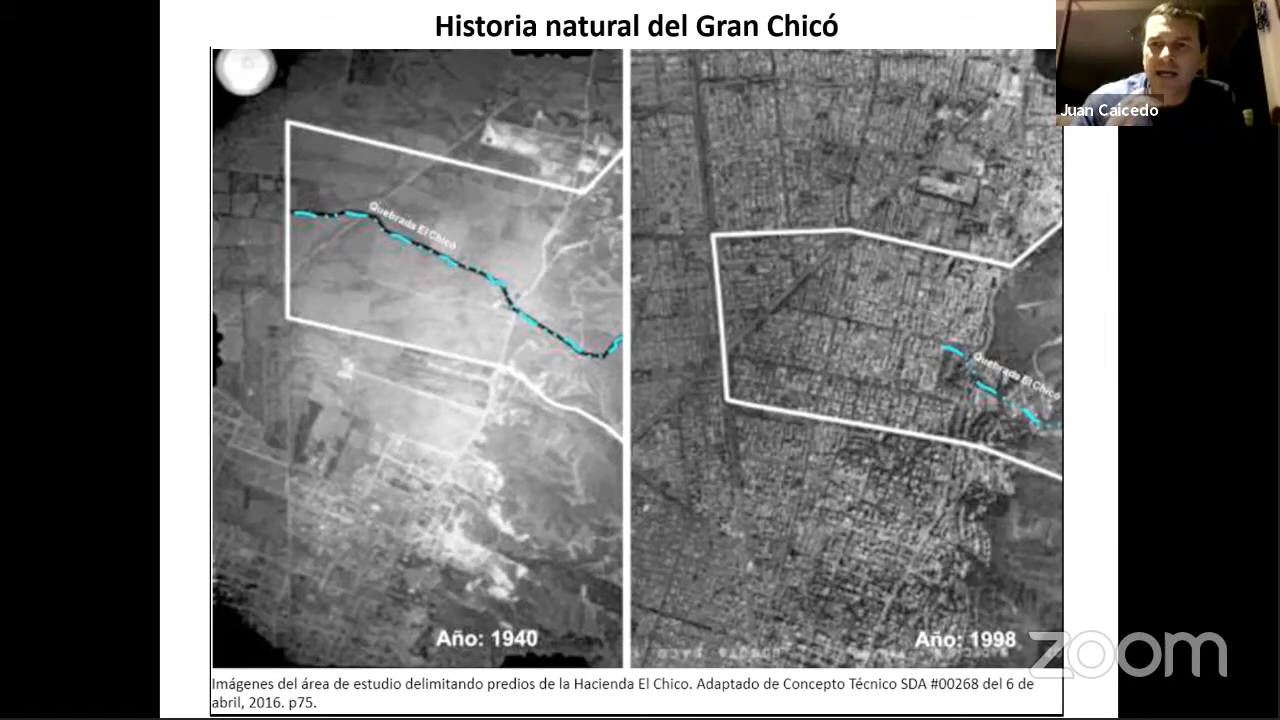 Historia natural del Gran Chicó
Juan Caicedo
Quebrada El Chicó
Quebrada El Chicó
Año: 1940
Año: 1998
zoom
Imágenes del área de estudio delimitando predios de la Hacienda El Chico. Adaptado de Concepto Técnico SDA #00268 del 6 de
abril, 2016. p75.